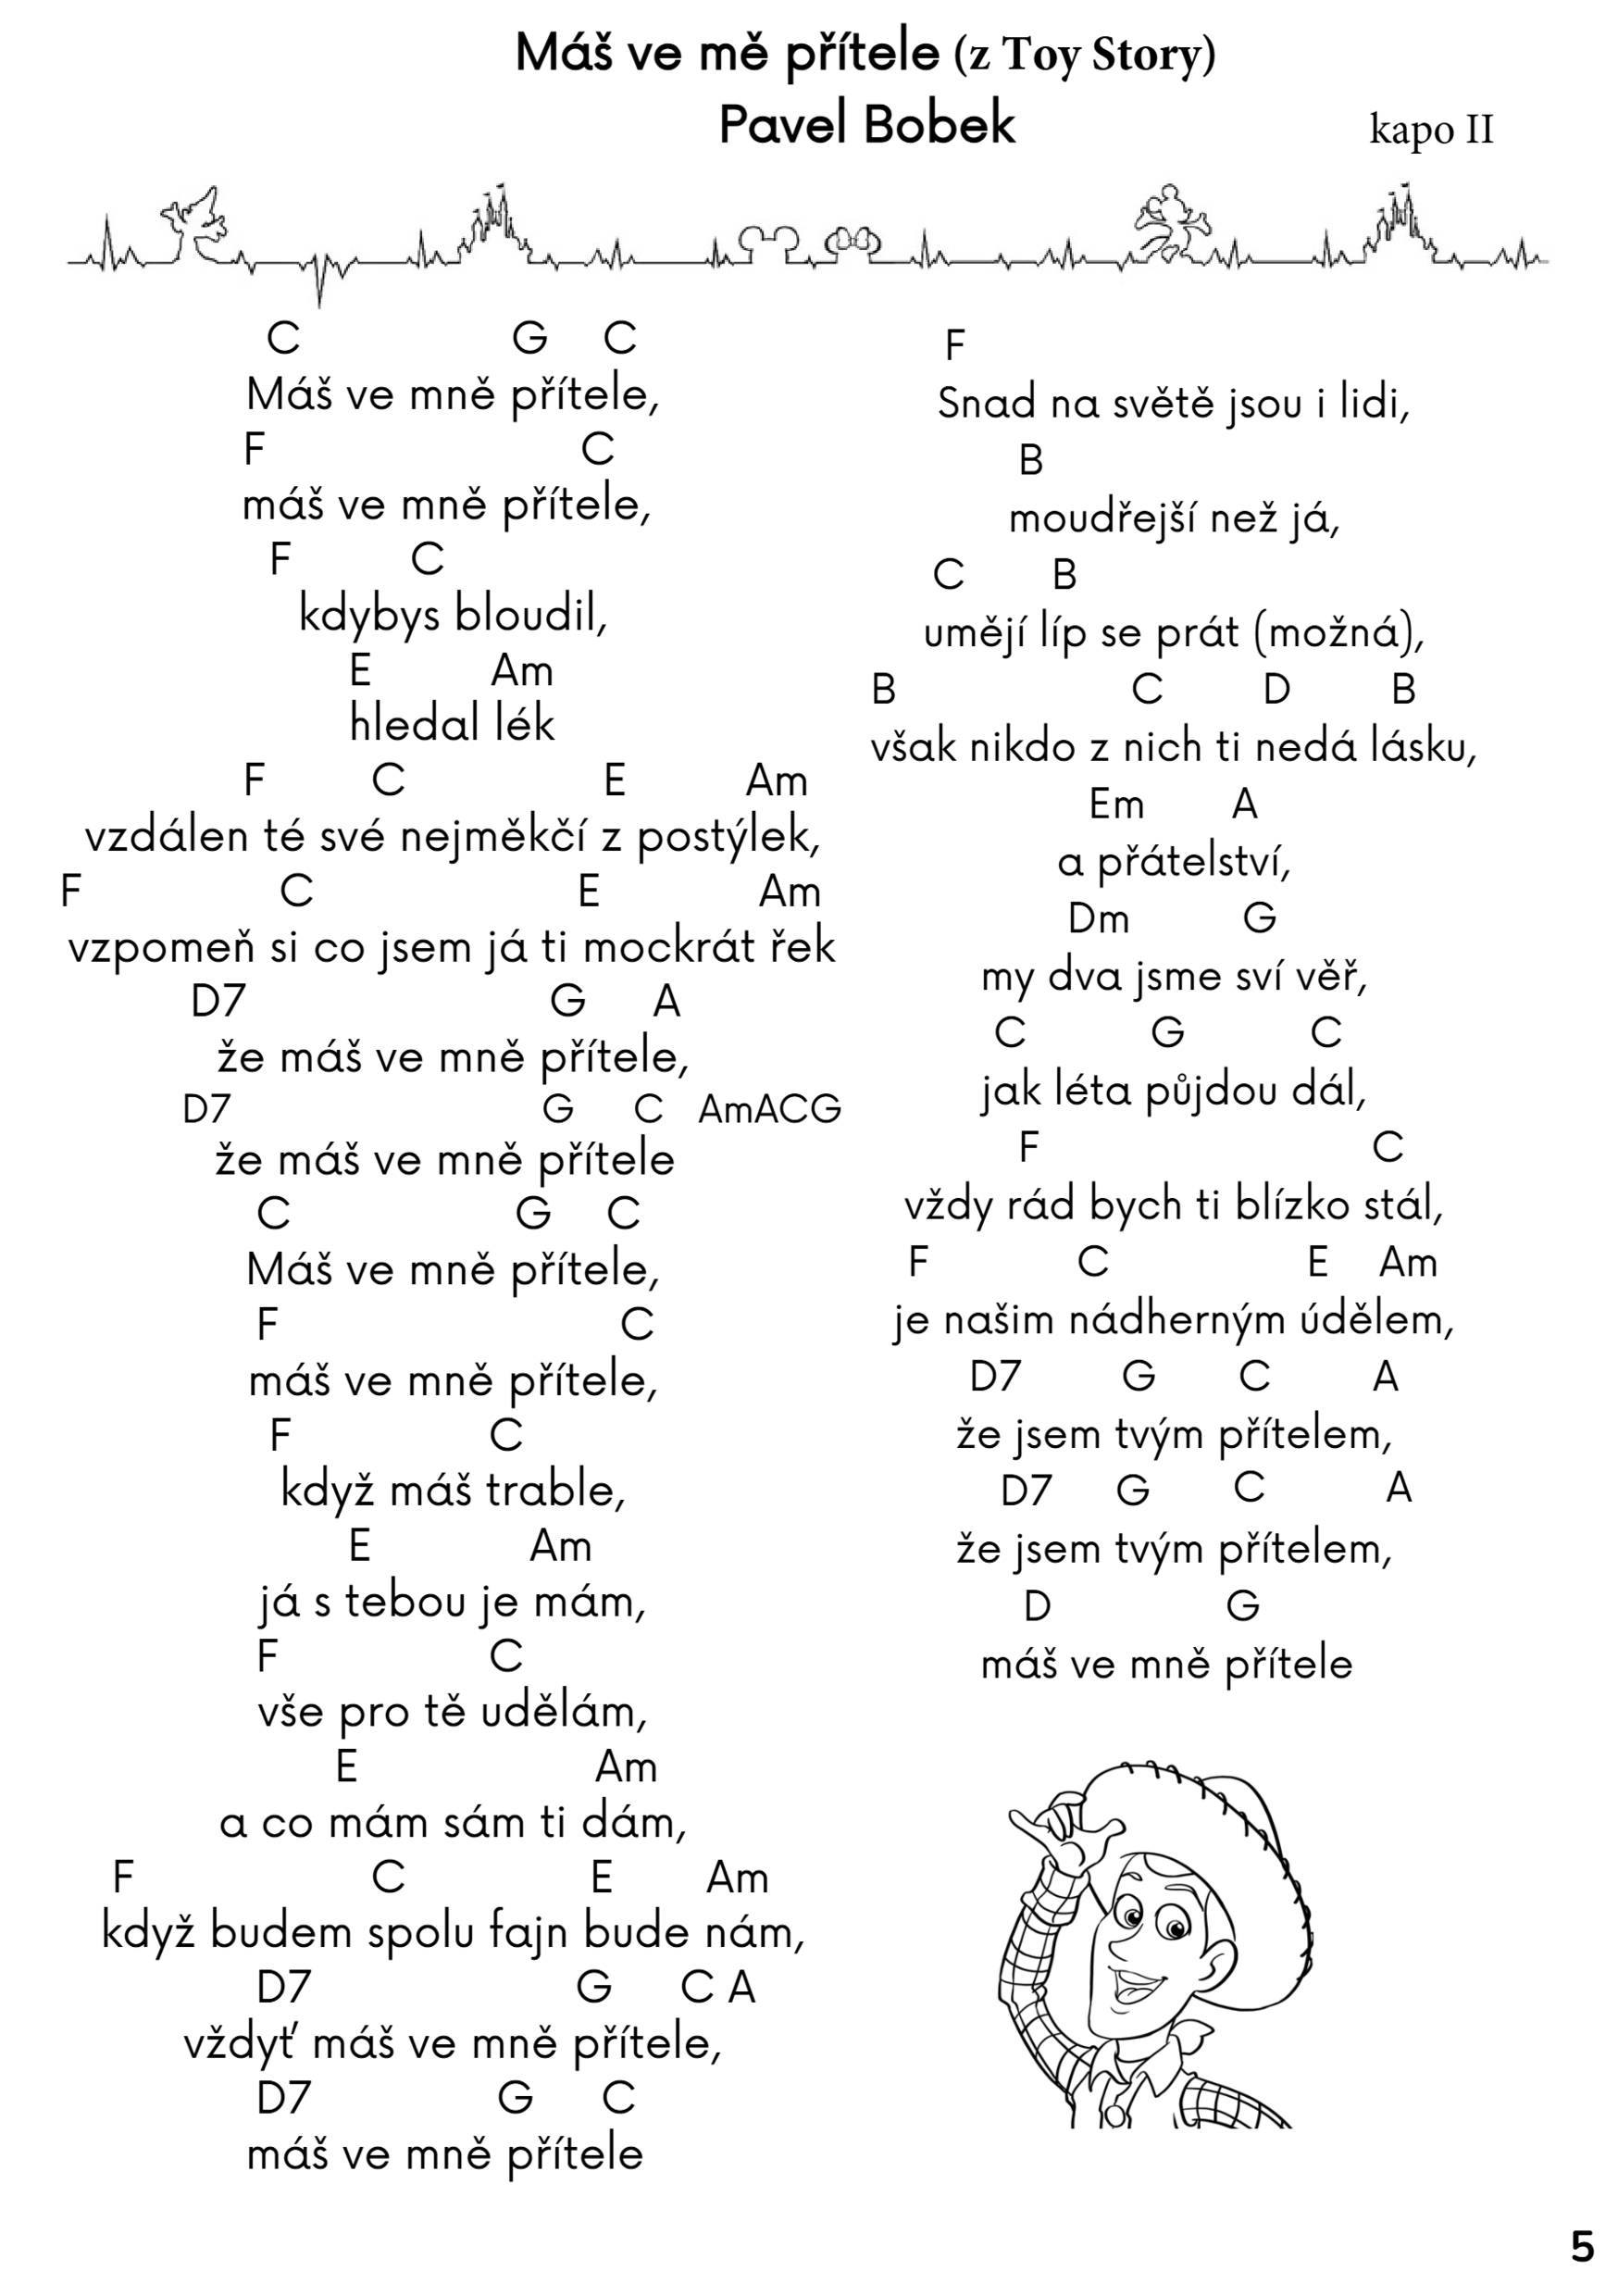 Máš ve mě přítele (z Toy Story)
Pavel Bobek
kapo II
C G C
Máš ve mně přítele,
F C
máš ve mně přítele,
F C
kdybys bloudil,
E Am
hledal lék
F C E Am
vzdálen té své nejměkčí z postýlek,
F C E Am
vzpomeň si co jsem já ti mockrát řek
D7 G A
že máš ve mně přítele,
D7 G C AmACG
že máš ve mně přítele
C G C
Máš ve mně přítele,
F C
máš ve mně přítele,
F C
když máš trable,
E Am
já s tebou je mám,
F C
vše pro tě udělám,
E Am
a co mám sám ti dám,
F C E Am
když budem spolu fajn bude nám,
D7 G C A
vždyť máš ve mně přítele,
D7 G C
máš ve mně přítele
F
Snad na světě jsou i lidi,
B
moudřejší než já,
C B
umějí líp se prát (možná),
B C D B
však nikdo z nich ti nedá lásku,
Em A
a přátelství,
Dm G
my dva jsme sví věř,
C G C
jak léta půjdou dál,
F C
vždy rád bych ti blízko stál,
F C E Am
je našim nádherným údělem,
D7 G C A
že jsem tvým přítelem,
D7 G C A
že jsem tvým přítelem,
D G
máš ve mně přítele
5